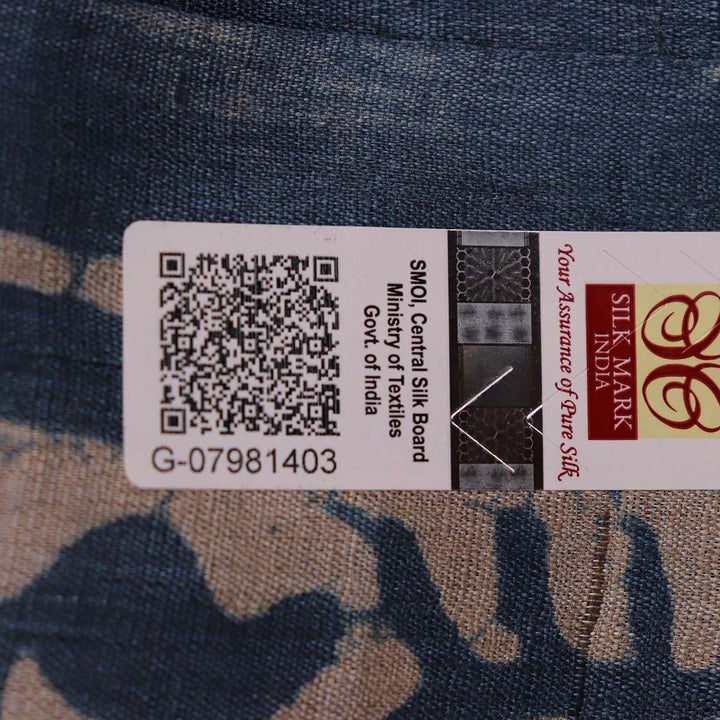 G-07981403
SMOI, Central Silk Board
Ministry of Textiles
Govt. of India
Your Assurance of Pure Silk
SILK MARK
INDIA